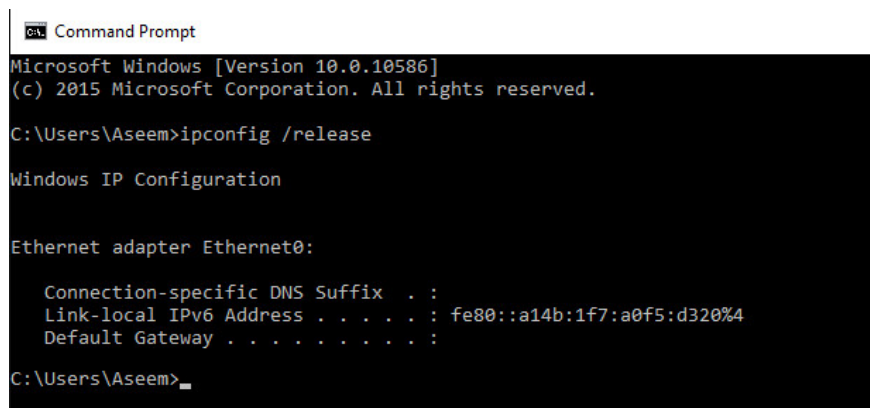 Command Prompt
Microsoft Windows [Version 10.0.10586]
(c) 2015 Microsoft Corporation. All rights reserved.
C:\Users\Aseem>ipconfig /release
Windows IP Configuration
Ethernet adapter Ethernet0:
Connection-specific DNS Suffix  . :
Link-local IPv6 Address . . . . . : fe80::a14b:1f7:a0f5:d320%4
Default Gateway . . . . . . . . . :
C:\Users\Aseem>